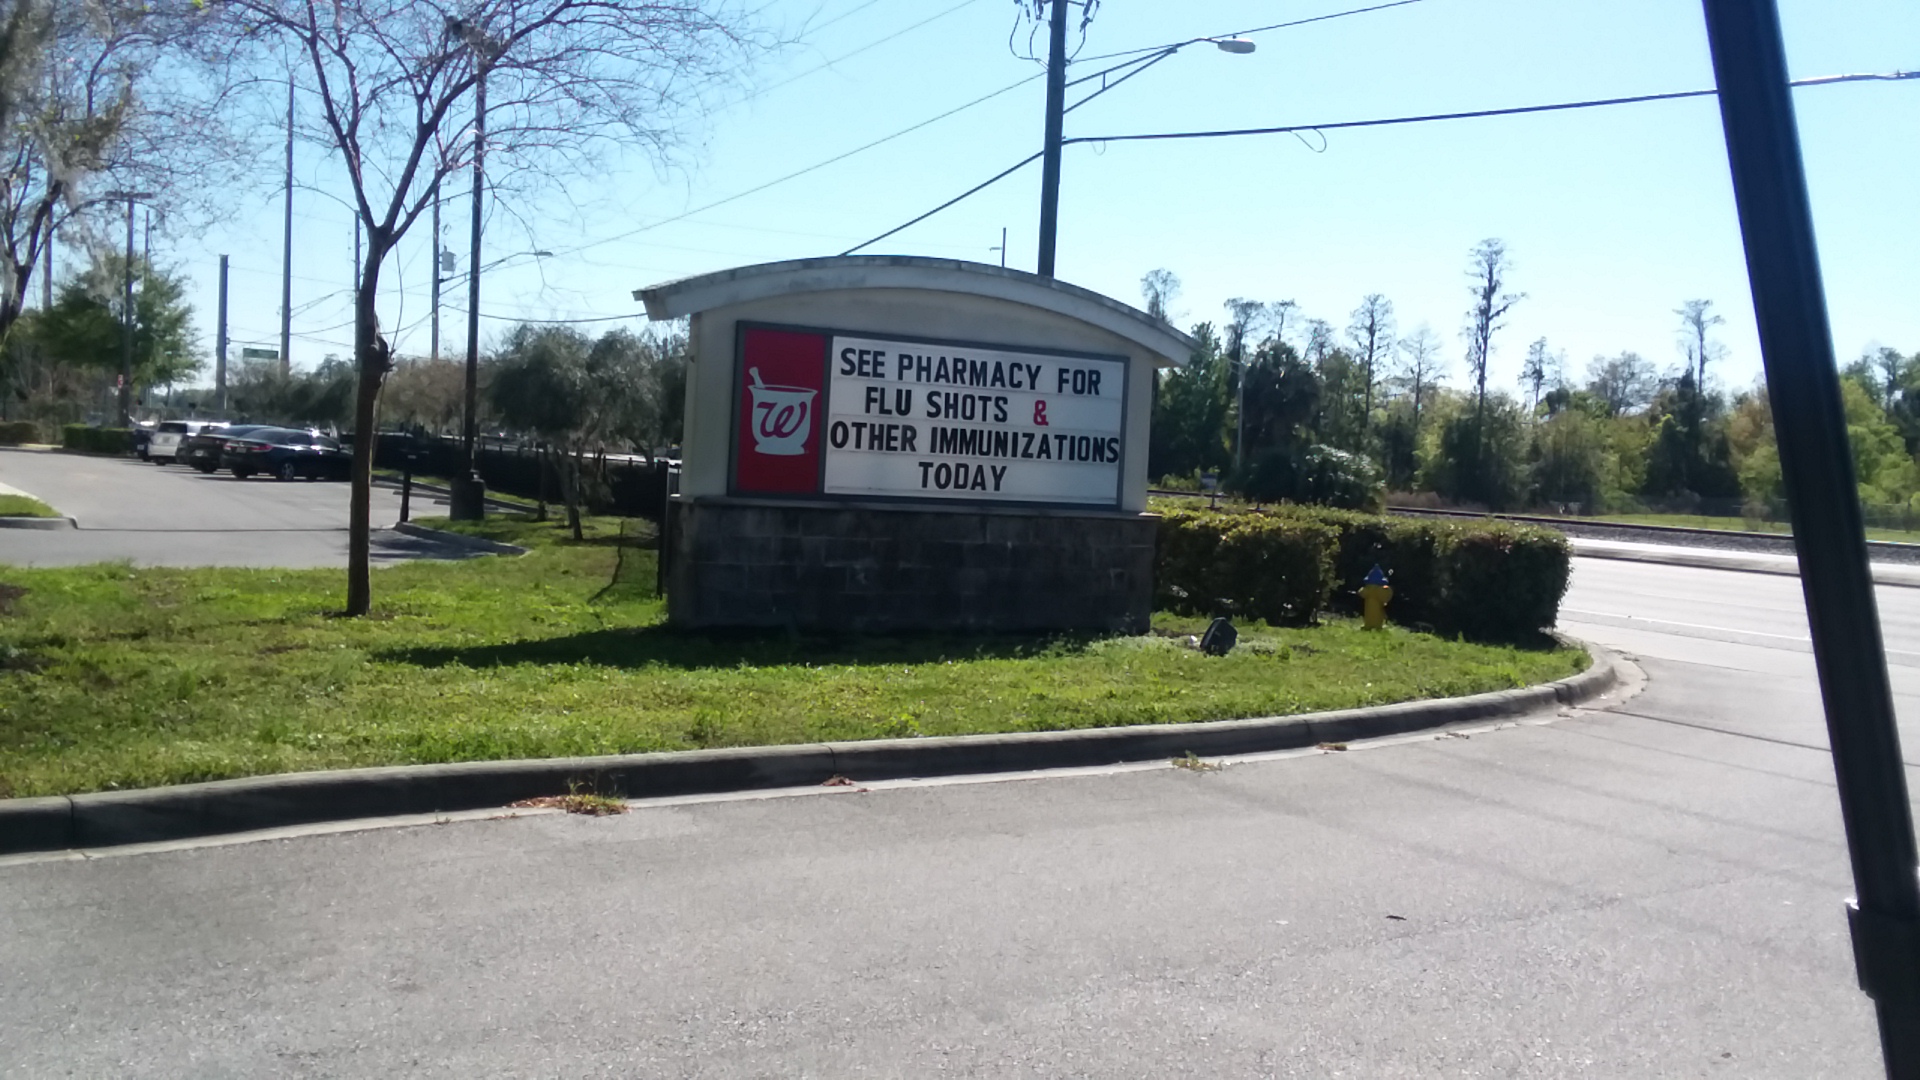 SEE PHARMACY FOR
FLU SHOTS &
OTHER IMMUNIZATIONS
TODAY
W